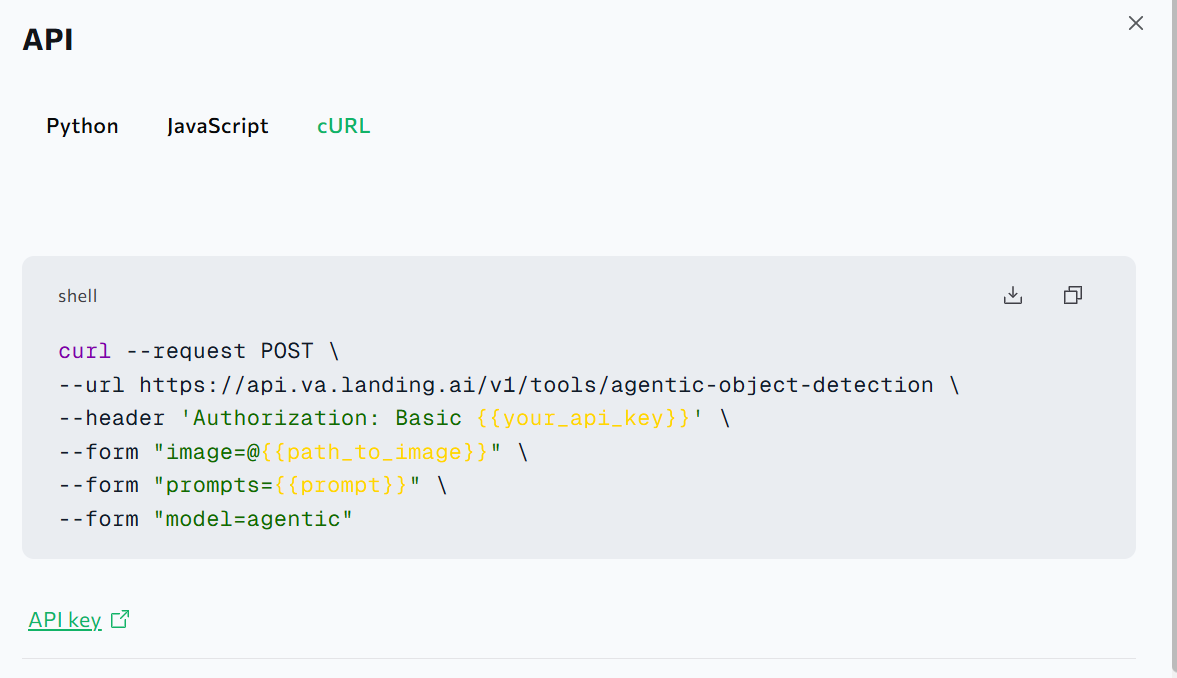 API
Python JavaScript cURL
shell
curl --request POST \
--url https://api.va.landing.ai/v1/tools/agentic-object-detection \
--header 'Authorization: Basic {{your_api_key}}' \
--form "image=@{{path_to_image}}" \
--form "prompts={{prompt}}" \
--form "model=agentic"
API key